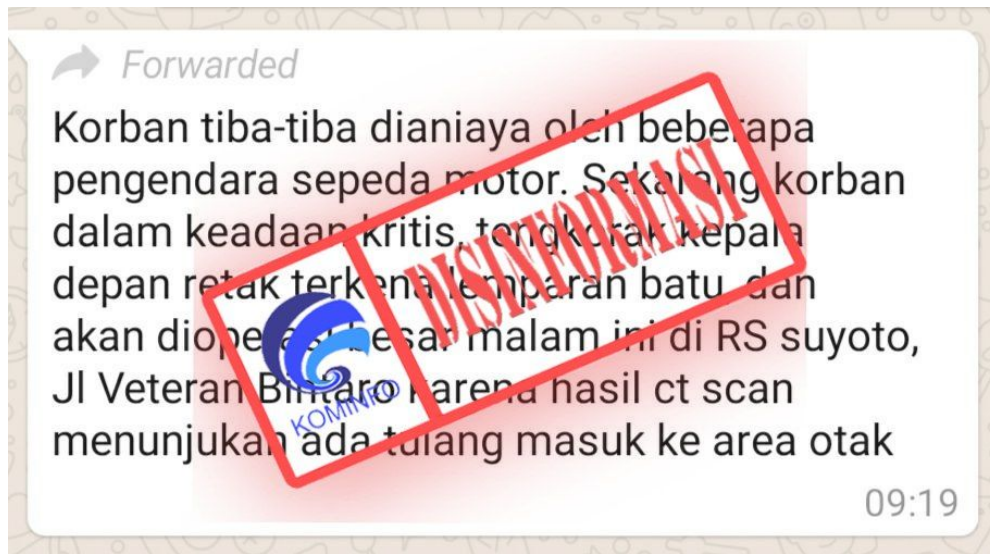 Forwarded
Korban tiba-tiba dianiaya oleh beberapa
pengendara sepeda motor. Sekarang korban
dalam keadaan kritis, tengkorak kepala
depan retak terkena lemparan batu, dan
akan dioperasi besar malam ini di RS suyoto,
Jl Veteran Bintaro karena hasil ct scan
menunjukan ada tulang masuk ke area otak
09:19
DISINFORMASI
KOMINFO